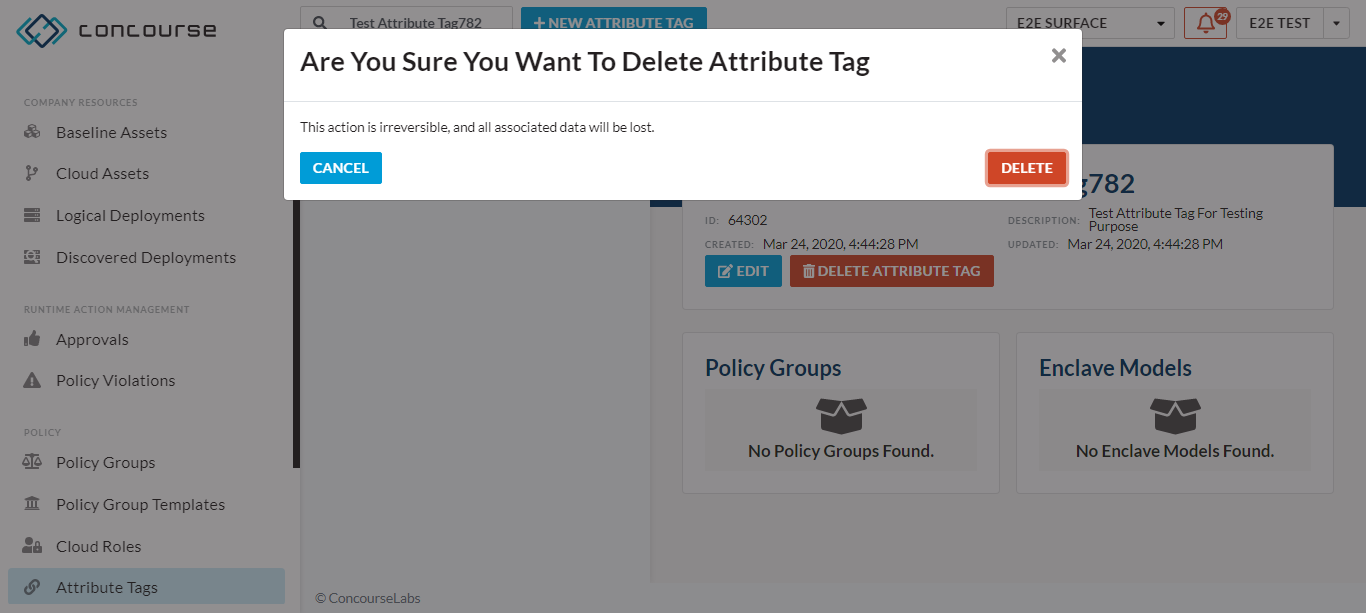 concourse
Test Attribute Tag782
NEW ATTRIBUTE TAG
E2E SURFACE
29
E2E TEST
Are You Sure You Want To Delete Attribute Tag
This action is irreversible, and all associated data will be lost.
CANCEL
DELETE
COMPANY RESOURCES
Baseline Assets
Cloud Assets
Logical Deployments
Discovered Deployments
RUNTIME ACTION MANAGEMENT
Approvals
Policy Violations
POLICY
Policy Groups
Policy Group Templates
Cloud Roles
Attribute Tags
g782
ID: 64302
DESCRIPTION: Test Attribute Tag For Testing
Purpose
CREATED: Mar 24, 2020, 4:44:28 PM
UPDATED: Mar 24, 2020, 4:44:28 PM
EDIT
DELETE ATTRIBUTE TAG
Policy Groups
No Policy Groups Found.
Enclave Models
No Enclave Models Found.
© ConcourseLabs